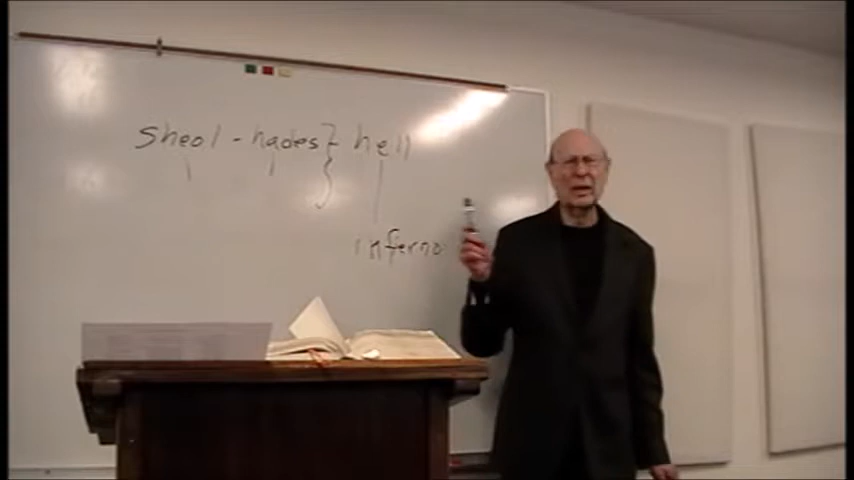 sheol - hades } hell
inferno